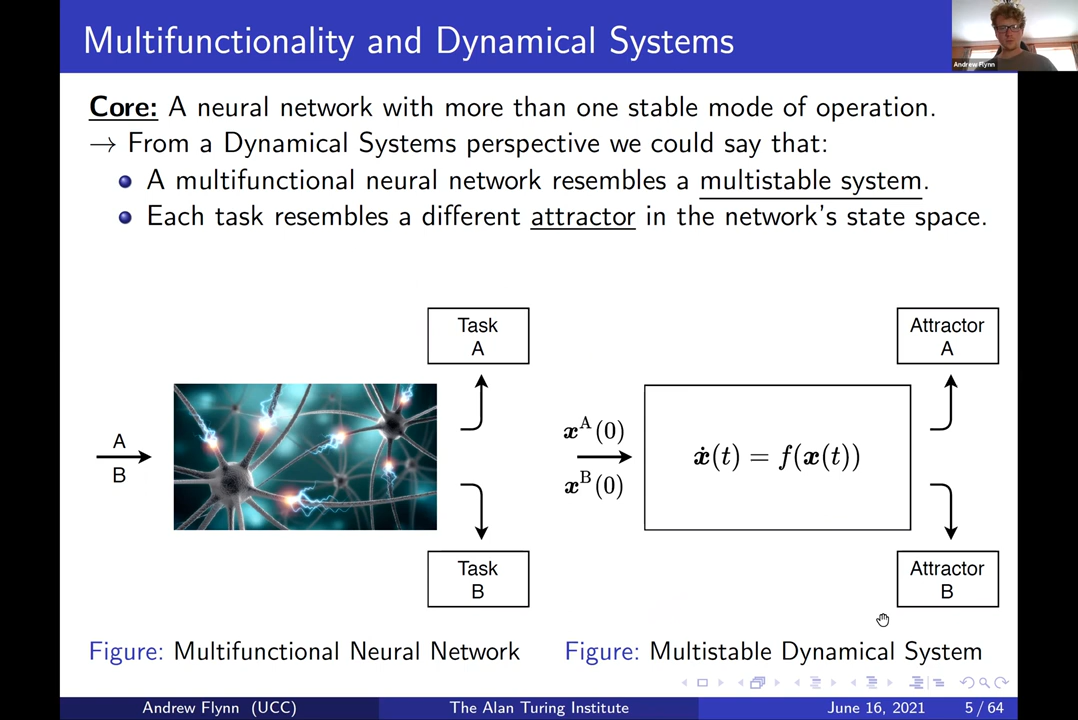 Multifunctionality and Dynamical Systems
Andrew Flynn
Core: A neural network with more than one stable mode of operation.
→ From a Dynamical Systems perspective we could say that:
A multifunctional neural network resembles a multistable system.
Each task resembles a different attractor in the network's state space.
Task
A
A
B
Task
B
Attractor
A
𝒙ᴬ(0)
𝒙ᴮ(0)
𝒙̇(t) = f(𝒙(t))
Attractor
B
Figure: Multifunctional Neural Network
Figure: Multistable Dynamical System
Andrew Flynn (UCC)
The Alan Turing Institute
June 16, 2021
5 / 64